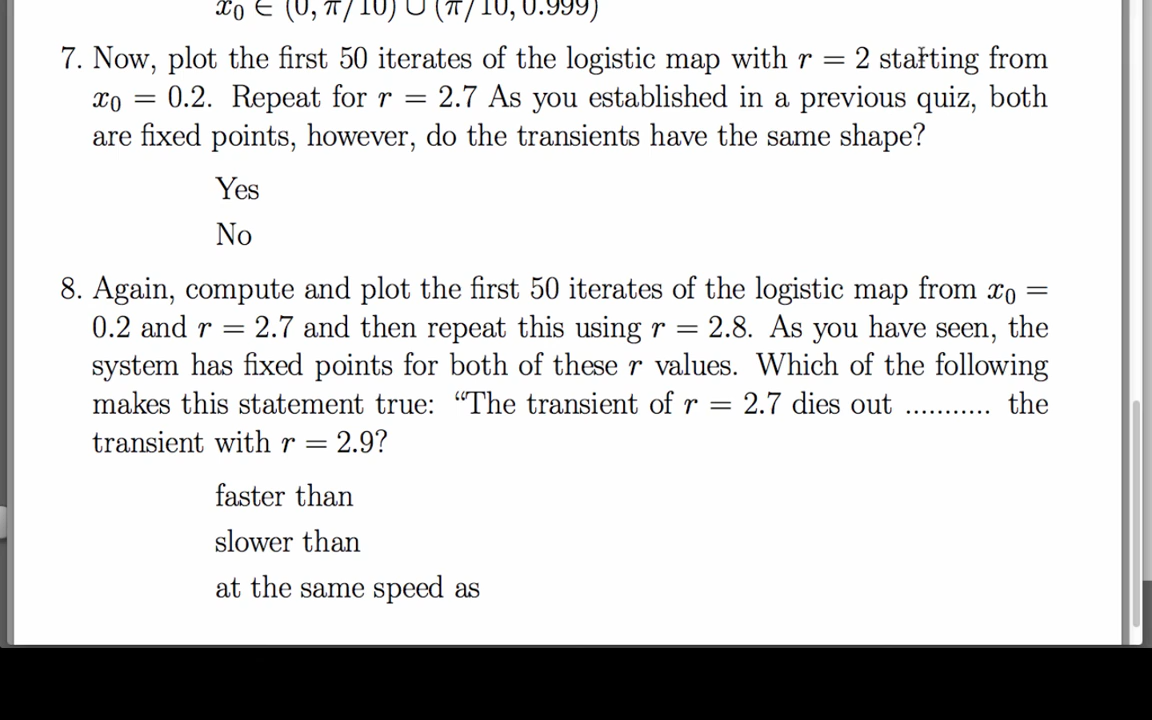 x₀ ∈ (0, π/10) ∪ (π/10, 0.999)
7. Now, plot the first 50 iterates of the logistic map with r = 2 starting from
x₀ = 0.2. Repeat for r = 2.7 As you established in a previous quiz, both
are fixed points, however, do the transients have the same shape?
Yes
No
8. Again, compute and plot the first 50 iterates of the logistic map from x₀ =
0.2 and r = 2.7 and then repeat this using r = 2.8. As you have seen, the
system has fixed points for both of these r values. Which of the following
makes this statement true: “The transient of r = 2.7 dies out ........... the
transient with r = 2.9?
faster than
slower than
at the same speed as